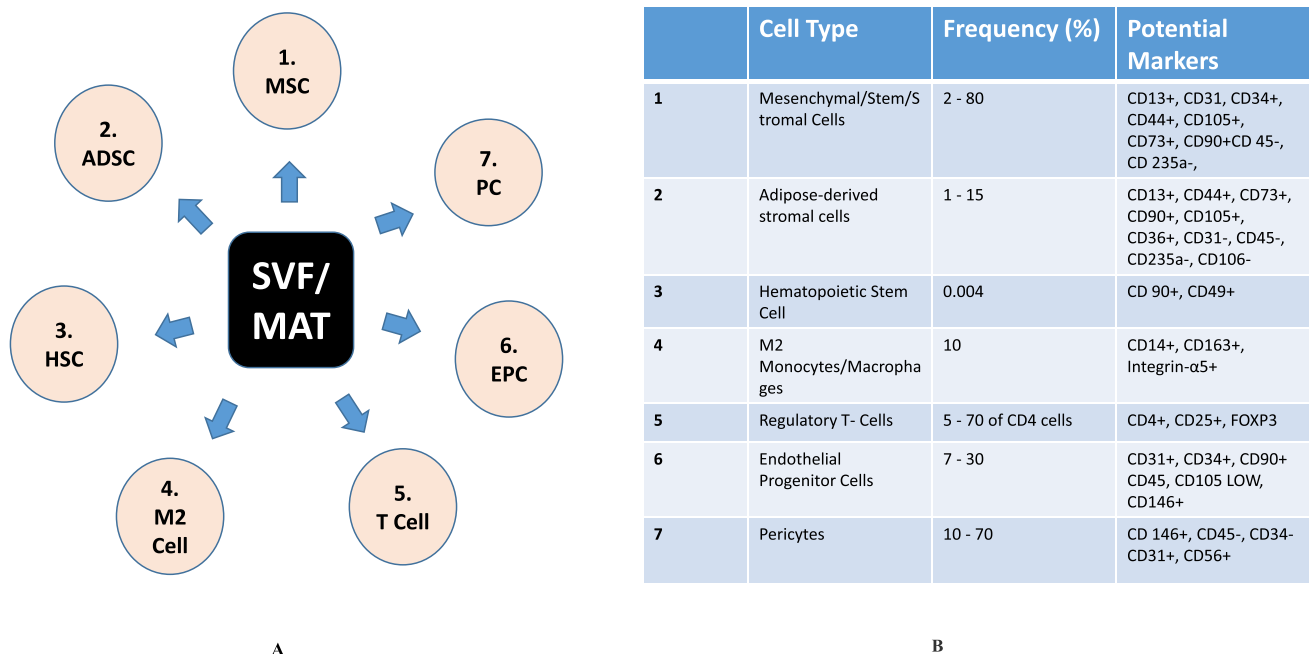 1.
MSC
2.
ADSC
7.
PC
SVF/
MAT
3.
HSC
6.
EPC
4.
M2
Cell
5.
T Cell
A
Cell Type
Frequency (%)
Potential
Markers
1
Mesenchymal/Stem/S
tromal Cells
2 - 80
CD13+, CD31, CD34+,
CD44+, CD105+,
CD73+, CD90+CD 45-,
CD 235a-,
2
Adipose-derived
stromal cells
1 - 15
CD13+, CD44+, CD73+,
CD90+, CD105+,
CD36+, CD31-, CD45-,
CD235a-, CD106-
3
Hematopoietic Stem
Cell
0.004
CD 90+, CD49+
4
M2
Monocytes/Macropha
ges
10
CD14+, CD163+,
Integrin-α5+
5
Regulatory T- Cells
5 - 70 of CD4 cells
CD4+, CD25+, FOXP3
6
Endothelial
Progenitor Cells
7 - 30
CD31+, CD34+, CD90+
CD45, CD105 LOW,
CD146+
7
Pericytes
10 - 70
CD 146+, CD45-, CD34-
CD31+, CD56+
B